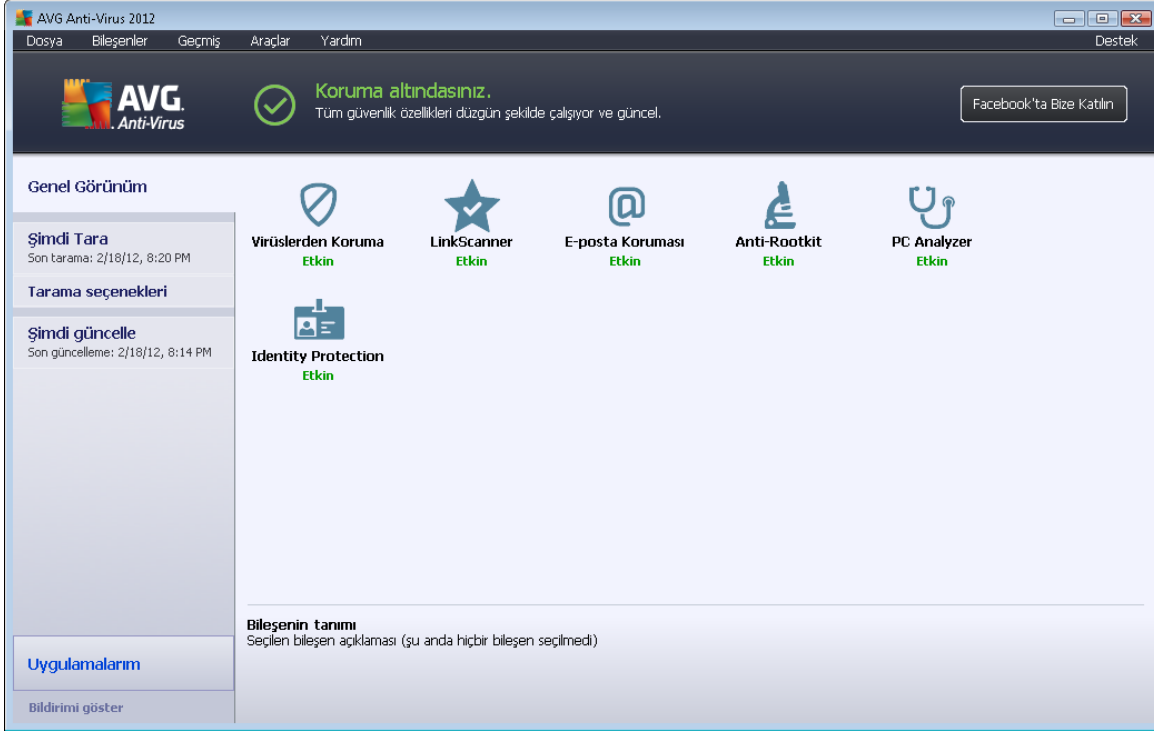 AVG Anti-Virus 2012
Dosya Bileşenler Geçmiş Araçlar Yardım Destek
AVG.
Anti-Virus
Koruma altındasınız.
Tüm güvenlik özellikleri düzgün şekilde çalışıyor ve güncel.
Facebook'ta Bize Katılın
Genel Görünüm
Şimdi Tara
Son tarama: 2/18/12, 8:20 PM
Tarama seçenekleri
Şimdi güncelle
Son güncelleme: 2/18/12, 8:14 PM
Virüslerden Koruma
Etkin
LinkScanner
Etkin
E-posta Koruması
Etkin
Anti-Rootkit
Etkin
PC Analyzer
Etkin
Identity Protection
Etkin
Bileşenin tanımı
Seçilen bileşen açıklaması (şu anda hiçbir bileşen seçilmedi)
Uygulamalarım
Bildirimi göster